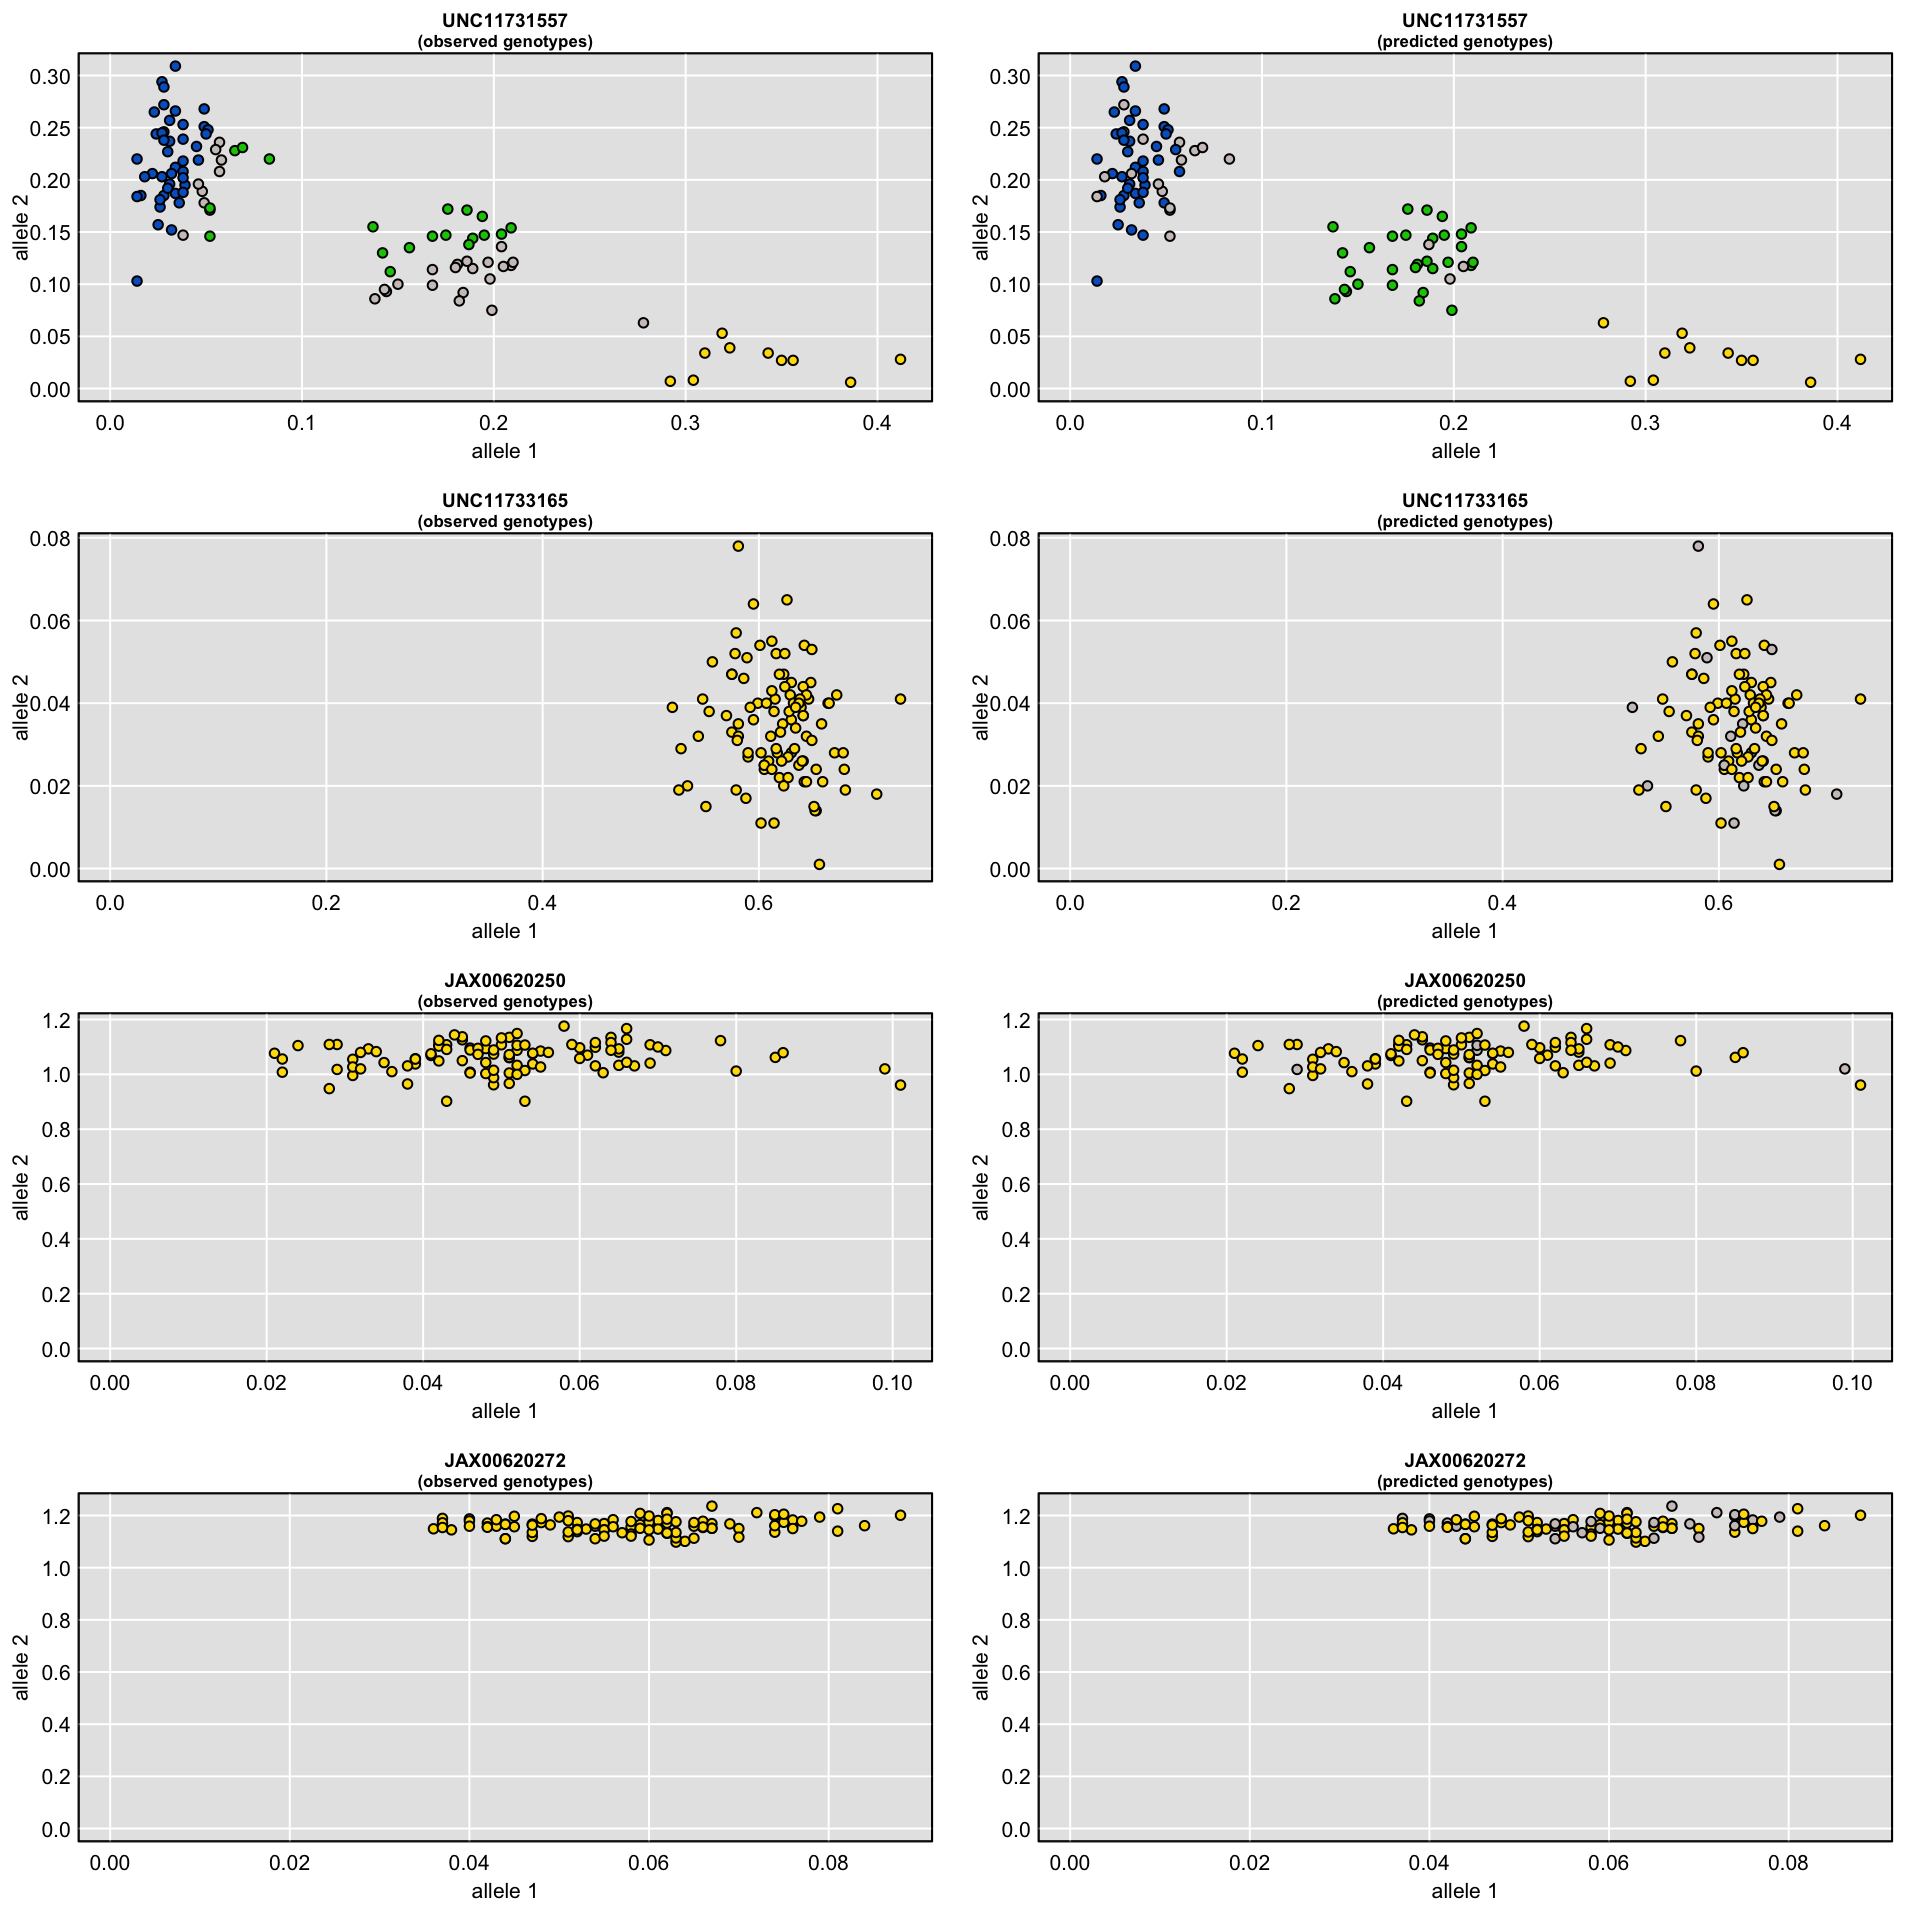 UNC11731557
(observed genotypes)
0.30
0.25
0.20
0.15
0.10
0.05
0.00
allele 2
0.0 0.1 0.2 0.3 0.4
allele 1
UNC11731557
(predicted genotypes)
0.30
0.25
0.20
0.15
0.10
0.05
0.00
allele 2
0.0 0.1 0.2 0.3 0.4
allele 1
UNC11733165
(observed genotypes)
0.08
0.06
0.04
0.02
0.00
allele 2
0.0 0.2 0.4 0.6
allele 1
UNC11733165
(predicted genotypes)
0.08
0.06
0.04
0.02
0.00
allele 2
0.0 0.2 0.4 0.6
allele 1
JAX00620250
(observed genotypes)
1.2
1.0
0.8
0.6
0.4
0.2
0.0
allele 2
0.00 0.02 0.04 0.06 0.08 0.10
allele 1
JAX00620250
(predicted genotypes)
1.2
1.0
0.8
0.6
0.4
0.2
0.0
allele 2
0.00 0.02 0.04 0.06 0.08 0.10
allele 1
JAX00620272
(observed genotypes)
1.2
1.0
0.8
0.6
0.4
0.2
0.0
allele 2
0.00 0.02 0.04 0.06 0.08
allele 1
JAX00620272
(predicted genotypes)
1.2
1.0
0.8
0.6
0.4
0.2
0.0
allele 2
0.00 0.02 0.04 0.06 0.08
allele 1